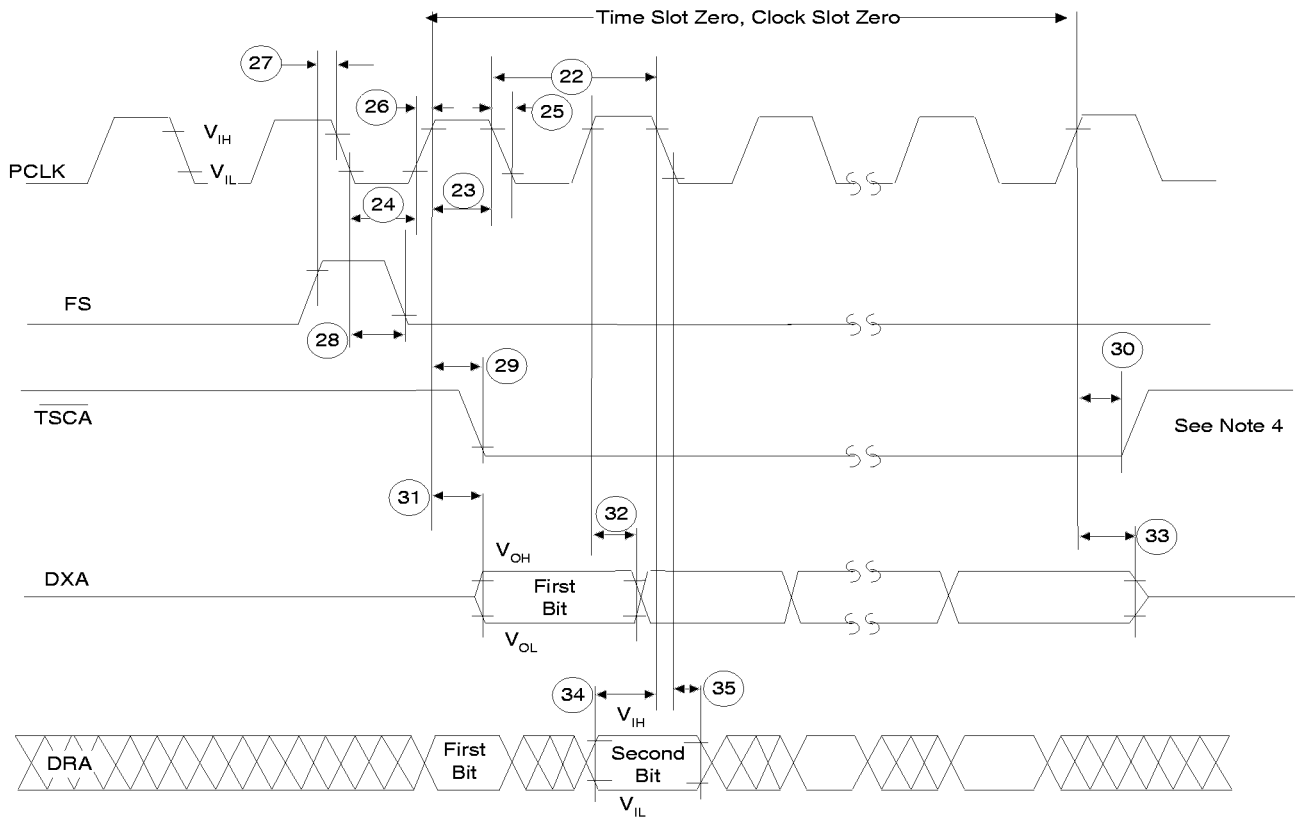 Time Slot Zero, Clock Slot Zero
27
22
26
25
V_IH
PCLK
V_IL
24
23
FS
28
29
30
TSCA
See Note 4
31
32
33
V_OH
DXA
First
Bit
V_OL
34
35
V_IH
DRA
First
Bit
Second
Bit
V_IL